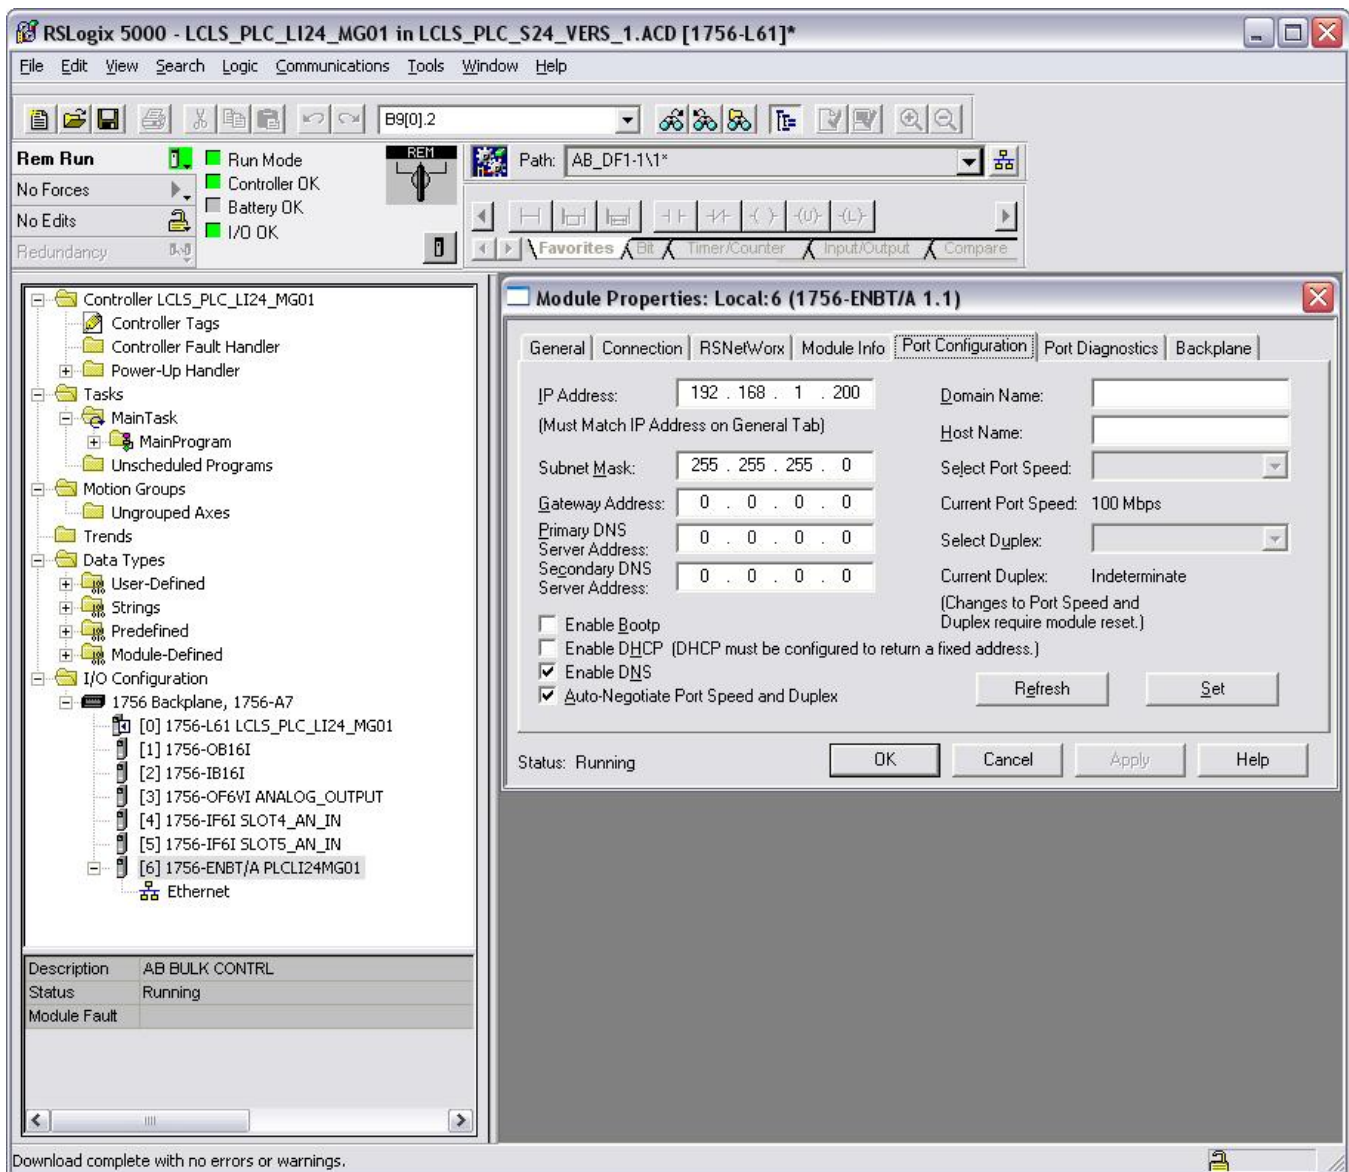 RSLogix 5000 - LCLS_PLC_LI24_MG01 in LCLS_PLC_S24_VERS_1.ACD [1756-L61]*
File Edit View Search Logic Communications Tools Window Help
B9[0].2
Rem Run
No Forces
No Edits
Redundancy
Run Mode
Controller OK
Battery OK
I/O OK
REM
Path: AB_DF1-1\1*
Favorites Bit Timer/Counter Input/Output Compare
Controller LCLS_PLC_LI24_MG01
Controller Tags
Controller Fault Handler
Power-Up Handler
Tasks
MainTask
MainProgram
Unscheduled Programs
Motion Groups
Ungrouped Axes
Trends
Data Types
User-Defined
Strings
Predefined
Module-Defined
I/O Configuration
1756 Backplane, 1756-A7
[0] 1756-L61 LCLS_PLC_LI24_MG01
[1] 1756-OB16I
[2] 1756-IB16I
[3] 1756-OF6VI ANALOG_OUTPUT
[4] 1756-IF6I SLOT4_AN_IN
[5] 1756-IF6I SLOT5_AN_IN
[6] 1756-ENBT/A PLCLI24MG01
Ethernet
Description AB BULK CONTRL
Status Running
Module Fault
Module Properties: Local:6 (1756-ENBT/A 1.1)
General Connection RSNetWorx Module Info Port Configuration Port Diagnostics Backplane
IP Address: 192 . 168 . 1 . 200
(Must Match IP Address on General Tab)
Subnet Mask: 255 . 255 . 255 . 0
Gateway Address: 0 . 0 . 0 . 0
Primary DNS
Server Address: 0 . 0 . 0 . 0
Secondary DNS
Server Address: 0 . 0 . 0 . 0
Domain Name:
Host Name:
Select Port Speed:
Current Port Speed: 100 Mbps
Select Duplex:
Current Duplex: Indeterminate
(Changes to Port Speed and
Duplex require module reset.)
Enable Bootp
Enable DHCP (DHCP must be configured to return a fixed address.)
Enable DNS
Auto-Negotiate Port Speed and Duplex
Refresh Set
Status: Running
OK Cancel Apply Help
Download complete with no errors or warnings.